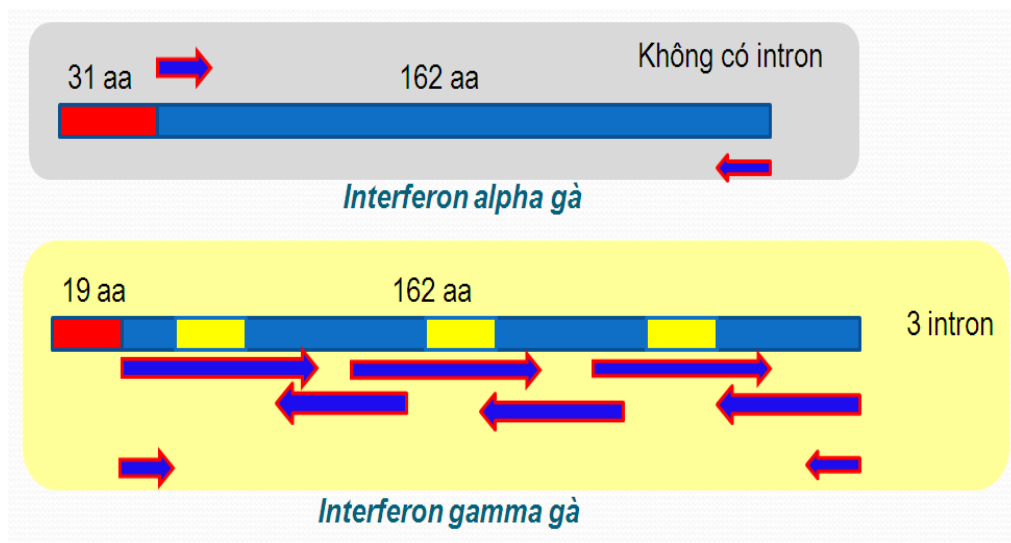 Không có intron
31 aa
162 aa
Interferon alpha gà
19 aa
162 aa
3 intron
Interferon gamma gà